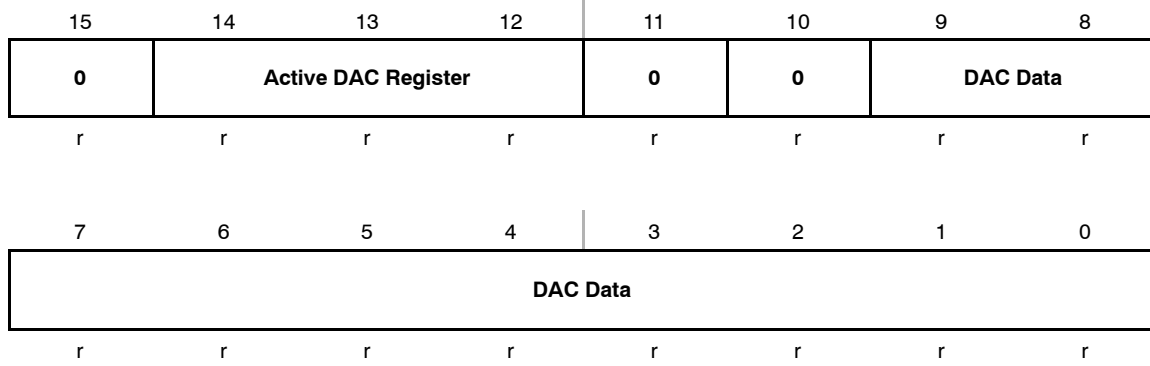 15 14 13 12 11 10 9 8
0 Active DAC Register 0 0 DAC Data
r r r r r r r r
7 6 5 4 3 2 1 0
DAC Data
r r r r r r r r